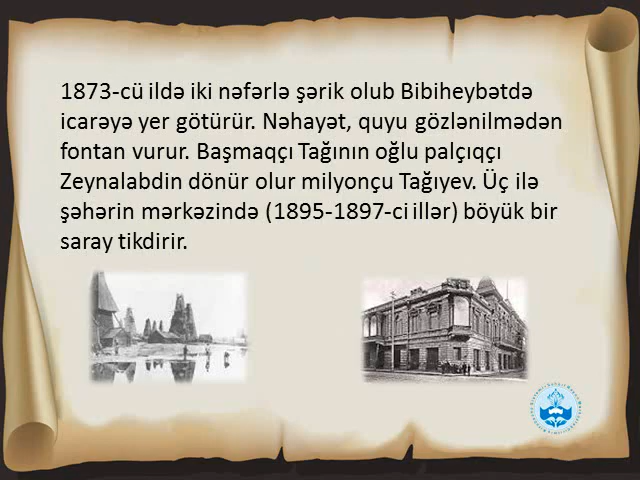 1873-cü ildə iki nəfərlə şərik olub Bibiheybətdə
icarəyə yer götürür. Nəhayət, quyu gözlənilmədən
fontan vurur. Başmaqçı Tağının oğlu palçıqçı
Zeynalabdin dönür olur milyonçu Tağıyev. Üç ilə
şəhərin mərkəzində (1895-1897-ci illər) böyük bir
saray tikdirir.